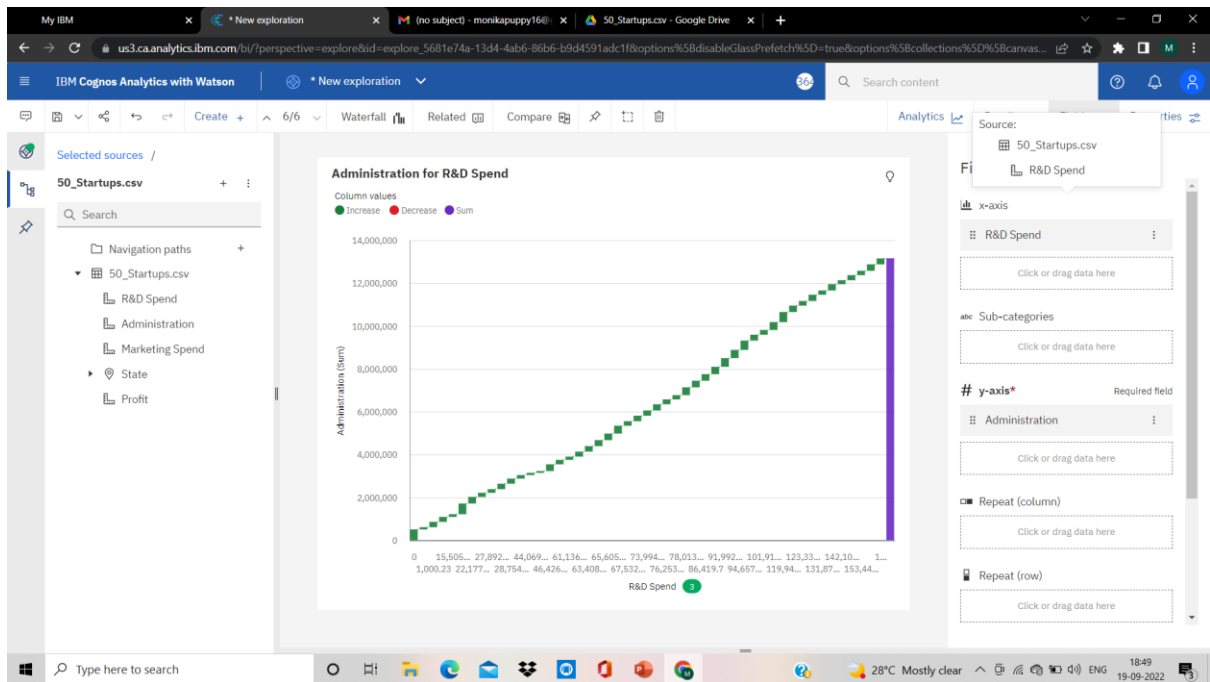 My IBM
* New exploration
(no subject) - monikapuppy16@
50_Startups.csv - Google Drive
us3.ca.analytics.ibm.com/bi/?perspective=explore&id=explore_5681e74a-13d4-4ab6-86b6-b9d4591adc1f&options%5BdisableGlassPrefetch%5D=true&options%5Bcollections%5D%5Bcanvas...
M
IBM Cognos Analytics with Watson
* New exploration
364
Search content
Create +
6/6
Waterfall
Related
Compare
Analytics
Source:
50_Startups.csv
R&D Spend
Selected sources /
50_Startups.csv
Search
Navigation paths
50_Startups.csv
R&D Spend
Administration
Marketing Spend
State
Profit
Administration for R&D Spend
Column values
Increase Decrease Sum
14,000,000
12,000,000
10,000,000
8,000,000
6,000,000
4,000,000
2,000,000
0
Administration (Sum)
0 15,505... 27,892... 44,069... 61,136... 65,605... 73,994... 78,013... 91,992... 101,91... 123,33... 142,10... 1...
1,000.23 22,177... 28,754... 46,426... 63,408... 67,532... 76,253... 86,419.7 94,657... 119,94... 131,87... 153,44...
R&D Spend 3
x-axis
R&D Spend
Click or drag data here
abc Sub-categories
Click or drag data here
# y-axis* Required field
Administration
Click or drag data here
Repeat (column)
Click or drag data here
Repeat (row)
Click or drag data here
Type here to search
28°C Mostly clear
ENG
18:49
19-09-2022
3